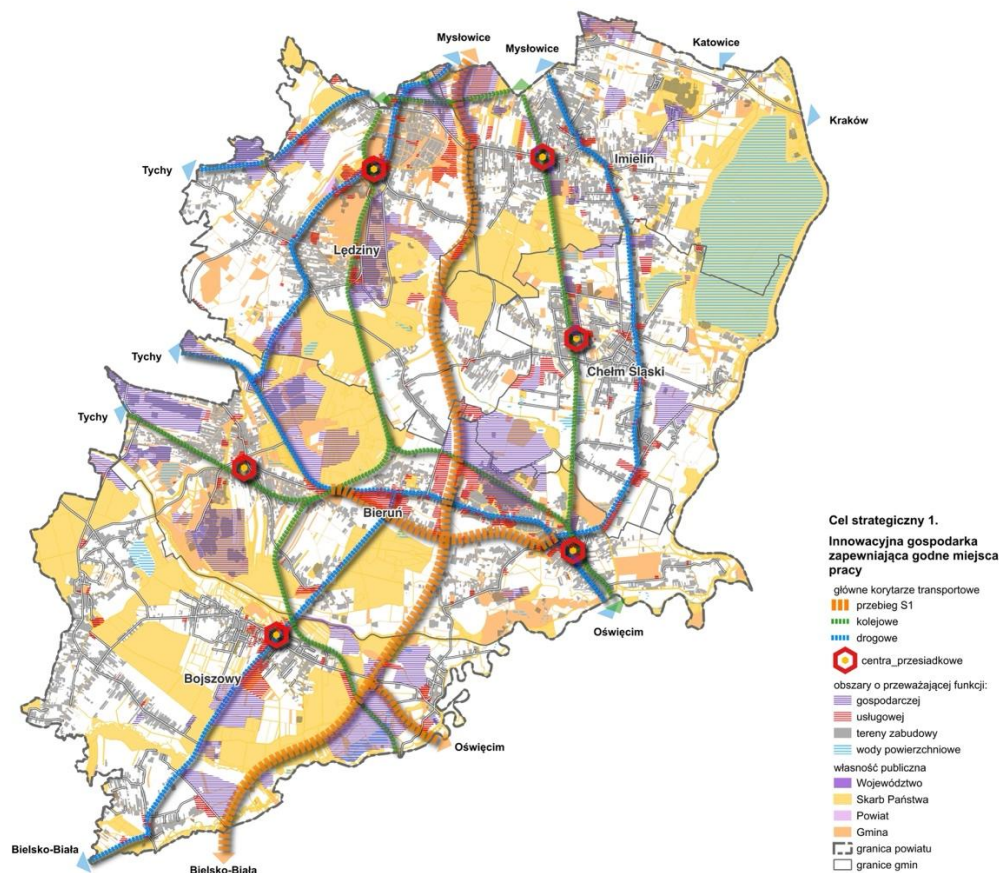 Mysłowice
Mysłowice
Katowice
Kraków
Imielin
Tychy
Lędziny
Tychy
Chełm Śląski
Tychy
Bieruń
Oświęcim
Bojszowy
Oświęcim
Bielsko-Biała
Bielsko-Biała
Cel strategiczny 1.
Innowacyjna gospodarka
zapewniająca godne miejsca
pracy
główne korytarze transportowe
przebieg S1
kolejowe
drogowe
centra_przesiadkowe
obszary o przeważającej funkcji:
gospodarczej
usługowej
tereny zabudowy
wody powierzchniowe
własność publiczna
Województwo
Skarb Państwa
Powiat
Gmina
granica powiatu
granice gmin